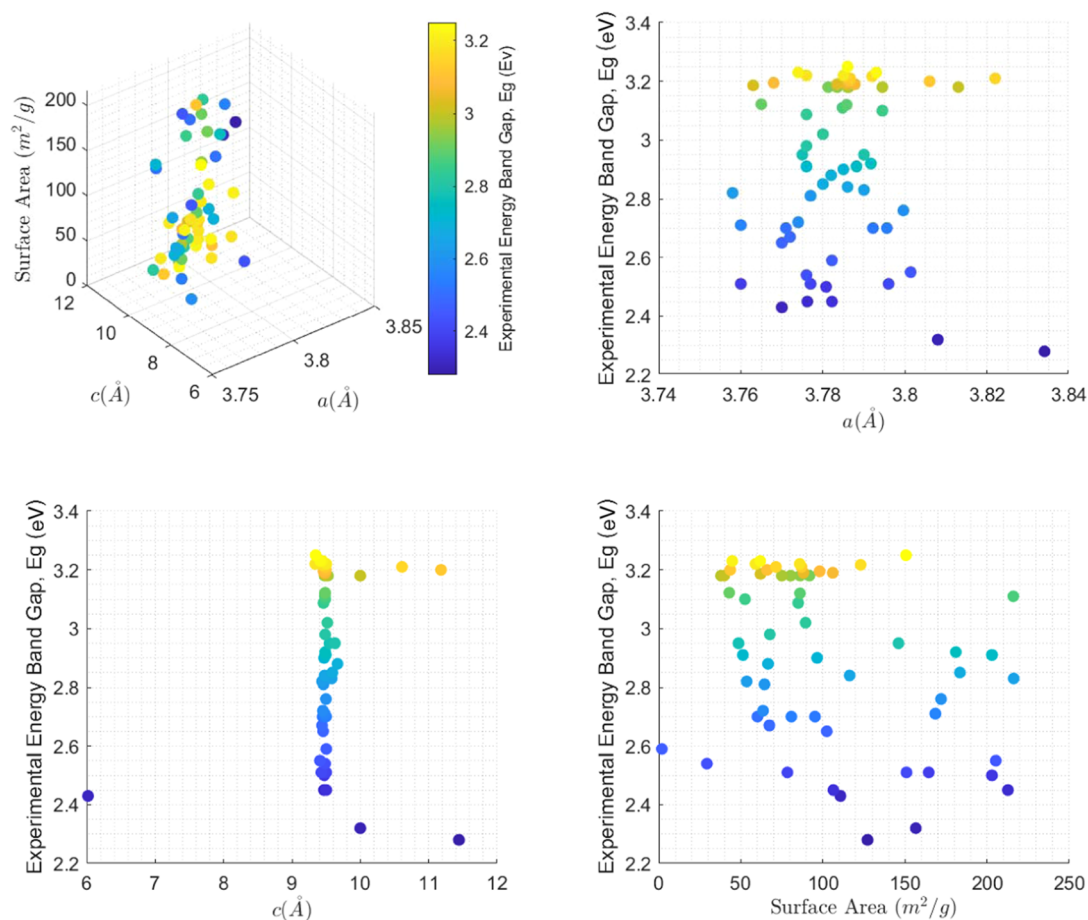 Surface Area (m²/g)
200
150
100
50
0
12
10
8
6
c(Å)
3.75
3.8
3.85
a(Å)
3.2
3
2.8
2.6
2.4
Experimental Energy Band Gap, Eg (Ev)
Experimental Energy Band Gap, Eg (eV)
3.4
3.2
3
2.8
2.6
2.4
2.2
3.74 3.76 3.78 3.8 3.82 3.84
a(Å)
Experimental Energy Band Gap, Eg (eV)
3.4
3.2
3
2.8
2.6
2.4
2.2
6 7 8 9 10 11 12
c(Å)
Experimental Energy Band Gap, Eg (eV)
3.4
3.2
3
2.8
2.6
2.4
2.2
0 50 100 150 200 250
Surface Area (m²/g)